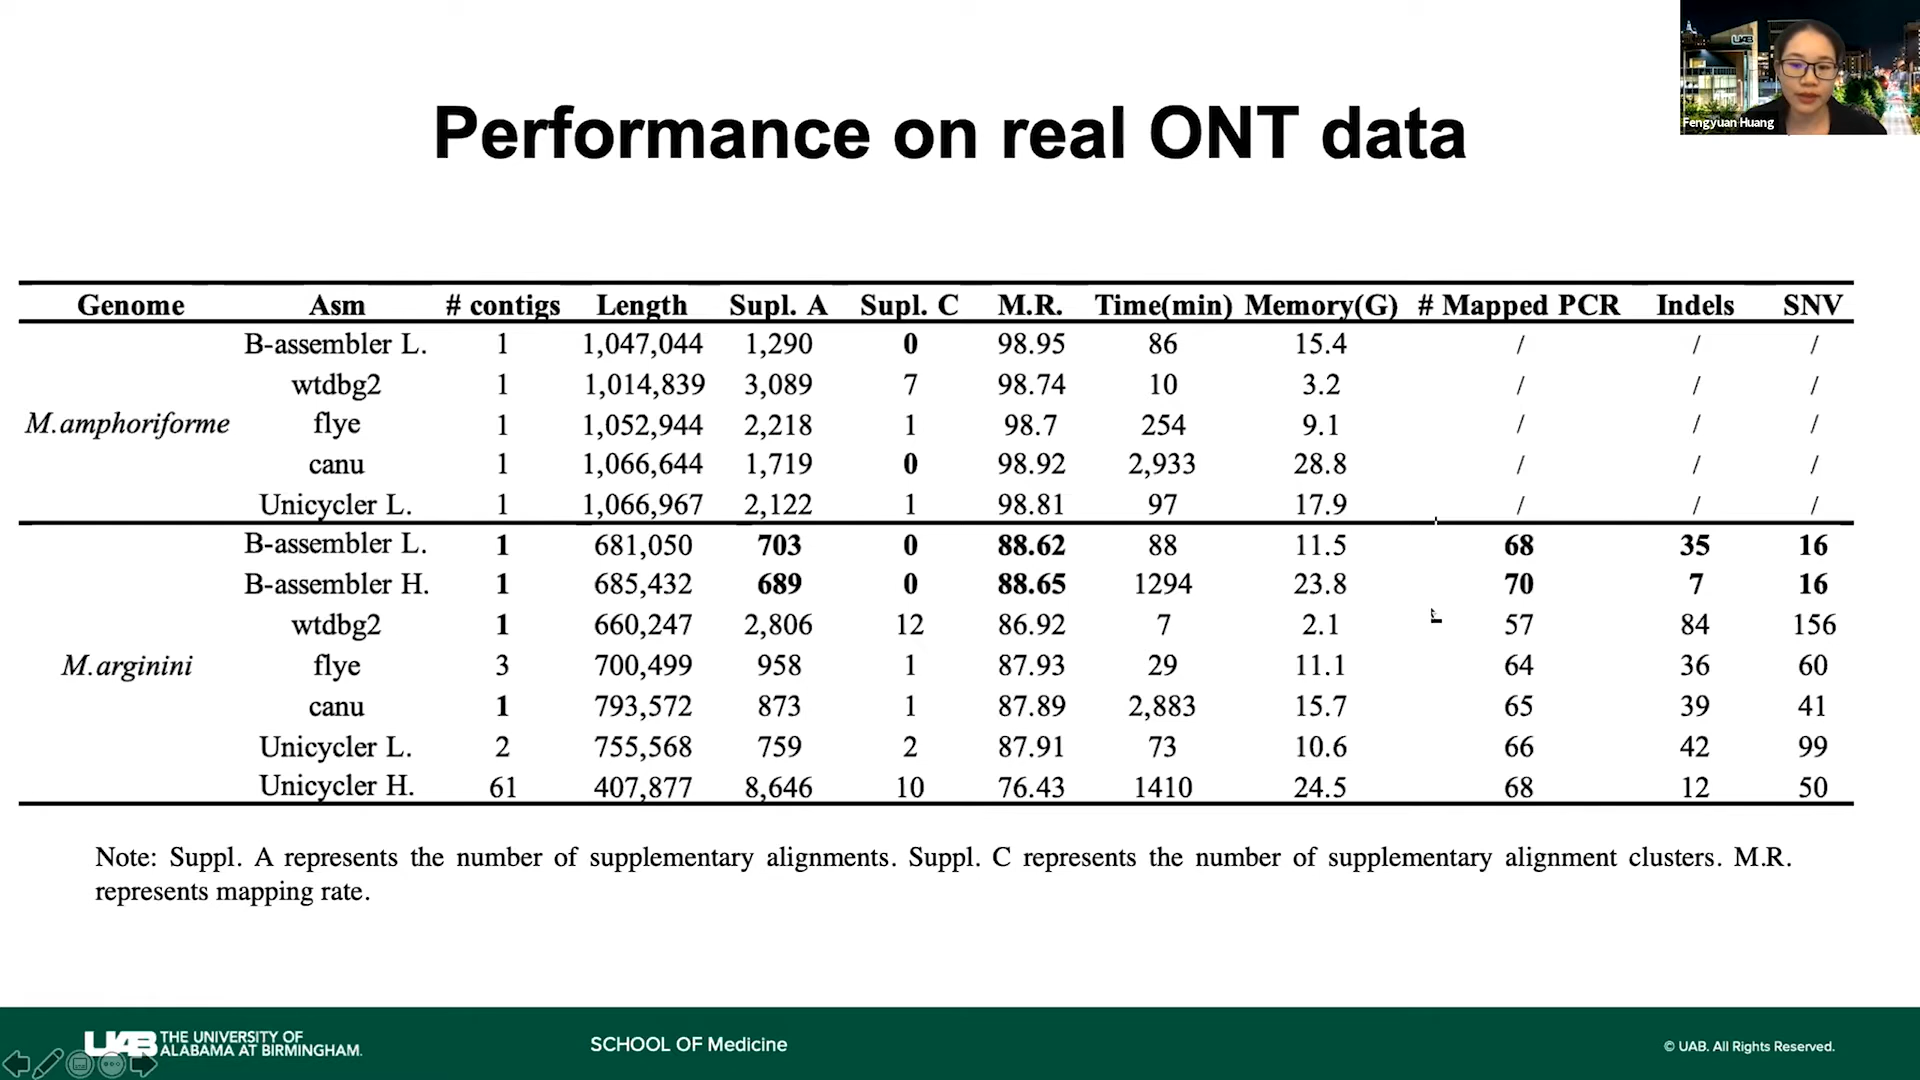 UAB
Fengyuan Huang
Performance on real ONT data
Genome Asm # contigs Length Supl. A Supl. C M.R. Time(min) Memory(G) # Mapped PCR Indels SNV
B-assembler L. 1 1,047,044 1,290 0 98.95 86 15.4 / / /
wtdbg2 1 1,014,839 3,089 7 98.74 10 3.2 / / /
M.amphoriforme flye 1 1,052,944 2,218 1 98.7 254 9.1 / / /
canu 1 1,066,644 1,719 0 98.92 2,933 28.8 / / /
Unicycler L. 1 1,066,967 2,122 1 98.81 97 17.9 / / /
B-assembler L. 1 681,050 703 0 88.62 88 11.5 68 35 16
B-assembler H. 1 685,432 689 0 88.65 1294 23.8 70 7 16
wtdbg2 1 660,247 2,806 12 86.92 7 2.1 57 84 156
M.arginini flye 3 700,499 958 1 87.93 29 11.1 64 36 60
canu 1 793,572 873 1 87.89 2,883 15.7 65 39 41
Unicycler L. 2 755,568 759 2 87.91 73 10.6 66 42 99
Unicycler H. 61 407,877 8,646 10 76.43 1410 24.5 68 12 50
Note: Suppl. A represents the number of supplementary alignments. Suppl. C represents the number of supplementary alignment clusters. M.R.
represents mapping rate.
UAB THE UNIVERSITY OF
ALABAMA AT BIRMINGHAM.
SCHOOL OF Medicine
© UAB. All Rights Reserved.